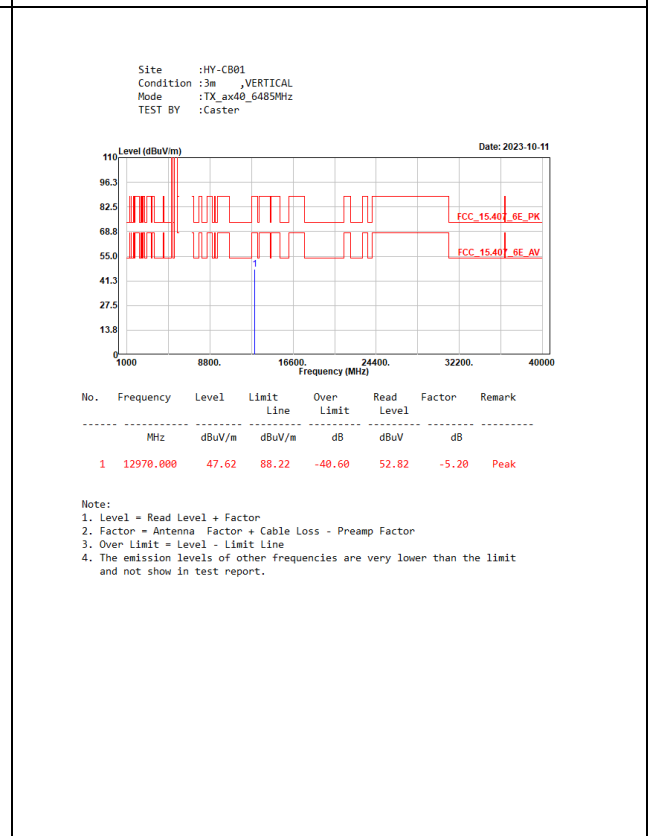 Site :HY-CB01
Condition :3m ,VERTICAL
Mode :TX_ax40_6485MHz
TEST BY :Caster
Level (dBuV/m)
Date: 2023-10-11
110
96.3
82.5
FCC_15.407_6E_PK
68.8
FCC_15.407_6E_AV
55.0
1
41.3
27.5
13.8
0
1000 8800. 16600. 24400. 32200. 40000
Frequency (MHz)
No. Frequency Level Limit Over Read Factor Remark
Line Limit Level
------ ----------- ------- --------- --------- --------- ------- ---------
MHz dBuV/m dBuV/m dB dBuV dB
1 12970.000 47.62 88.22 -40.60 52.82 -5.20 Peak
Note:
1. Level = Read Level + Factor
2. Factor = Antenna Factor + Cable Loss - Preamp Factor
3. Over Limit = Level - Limit Line
4. The emission levels of other frequencies are very lower than the limit
and not show in test report.